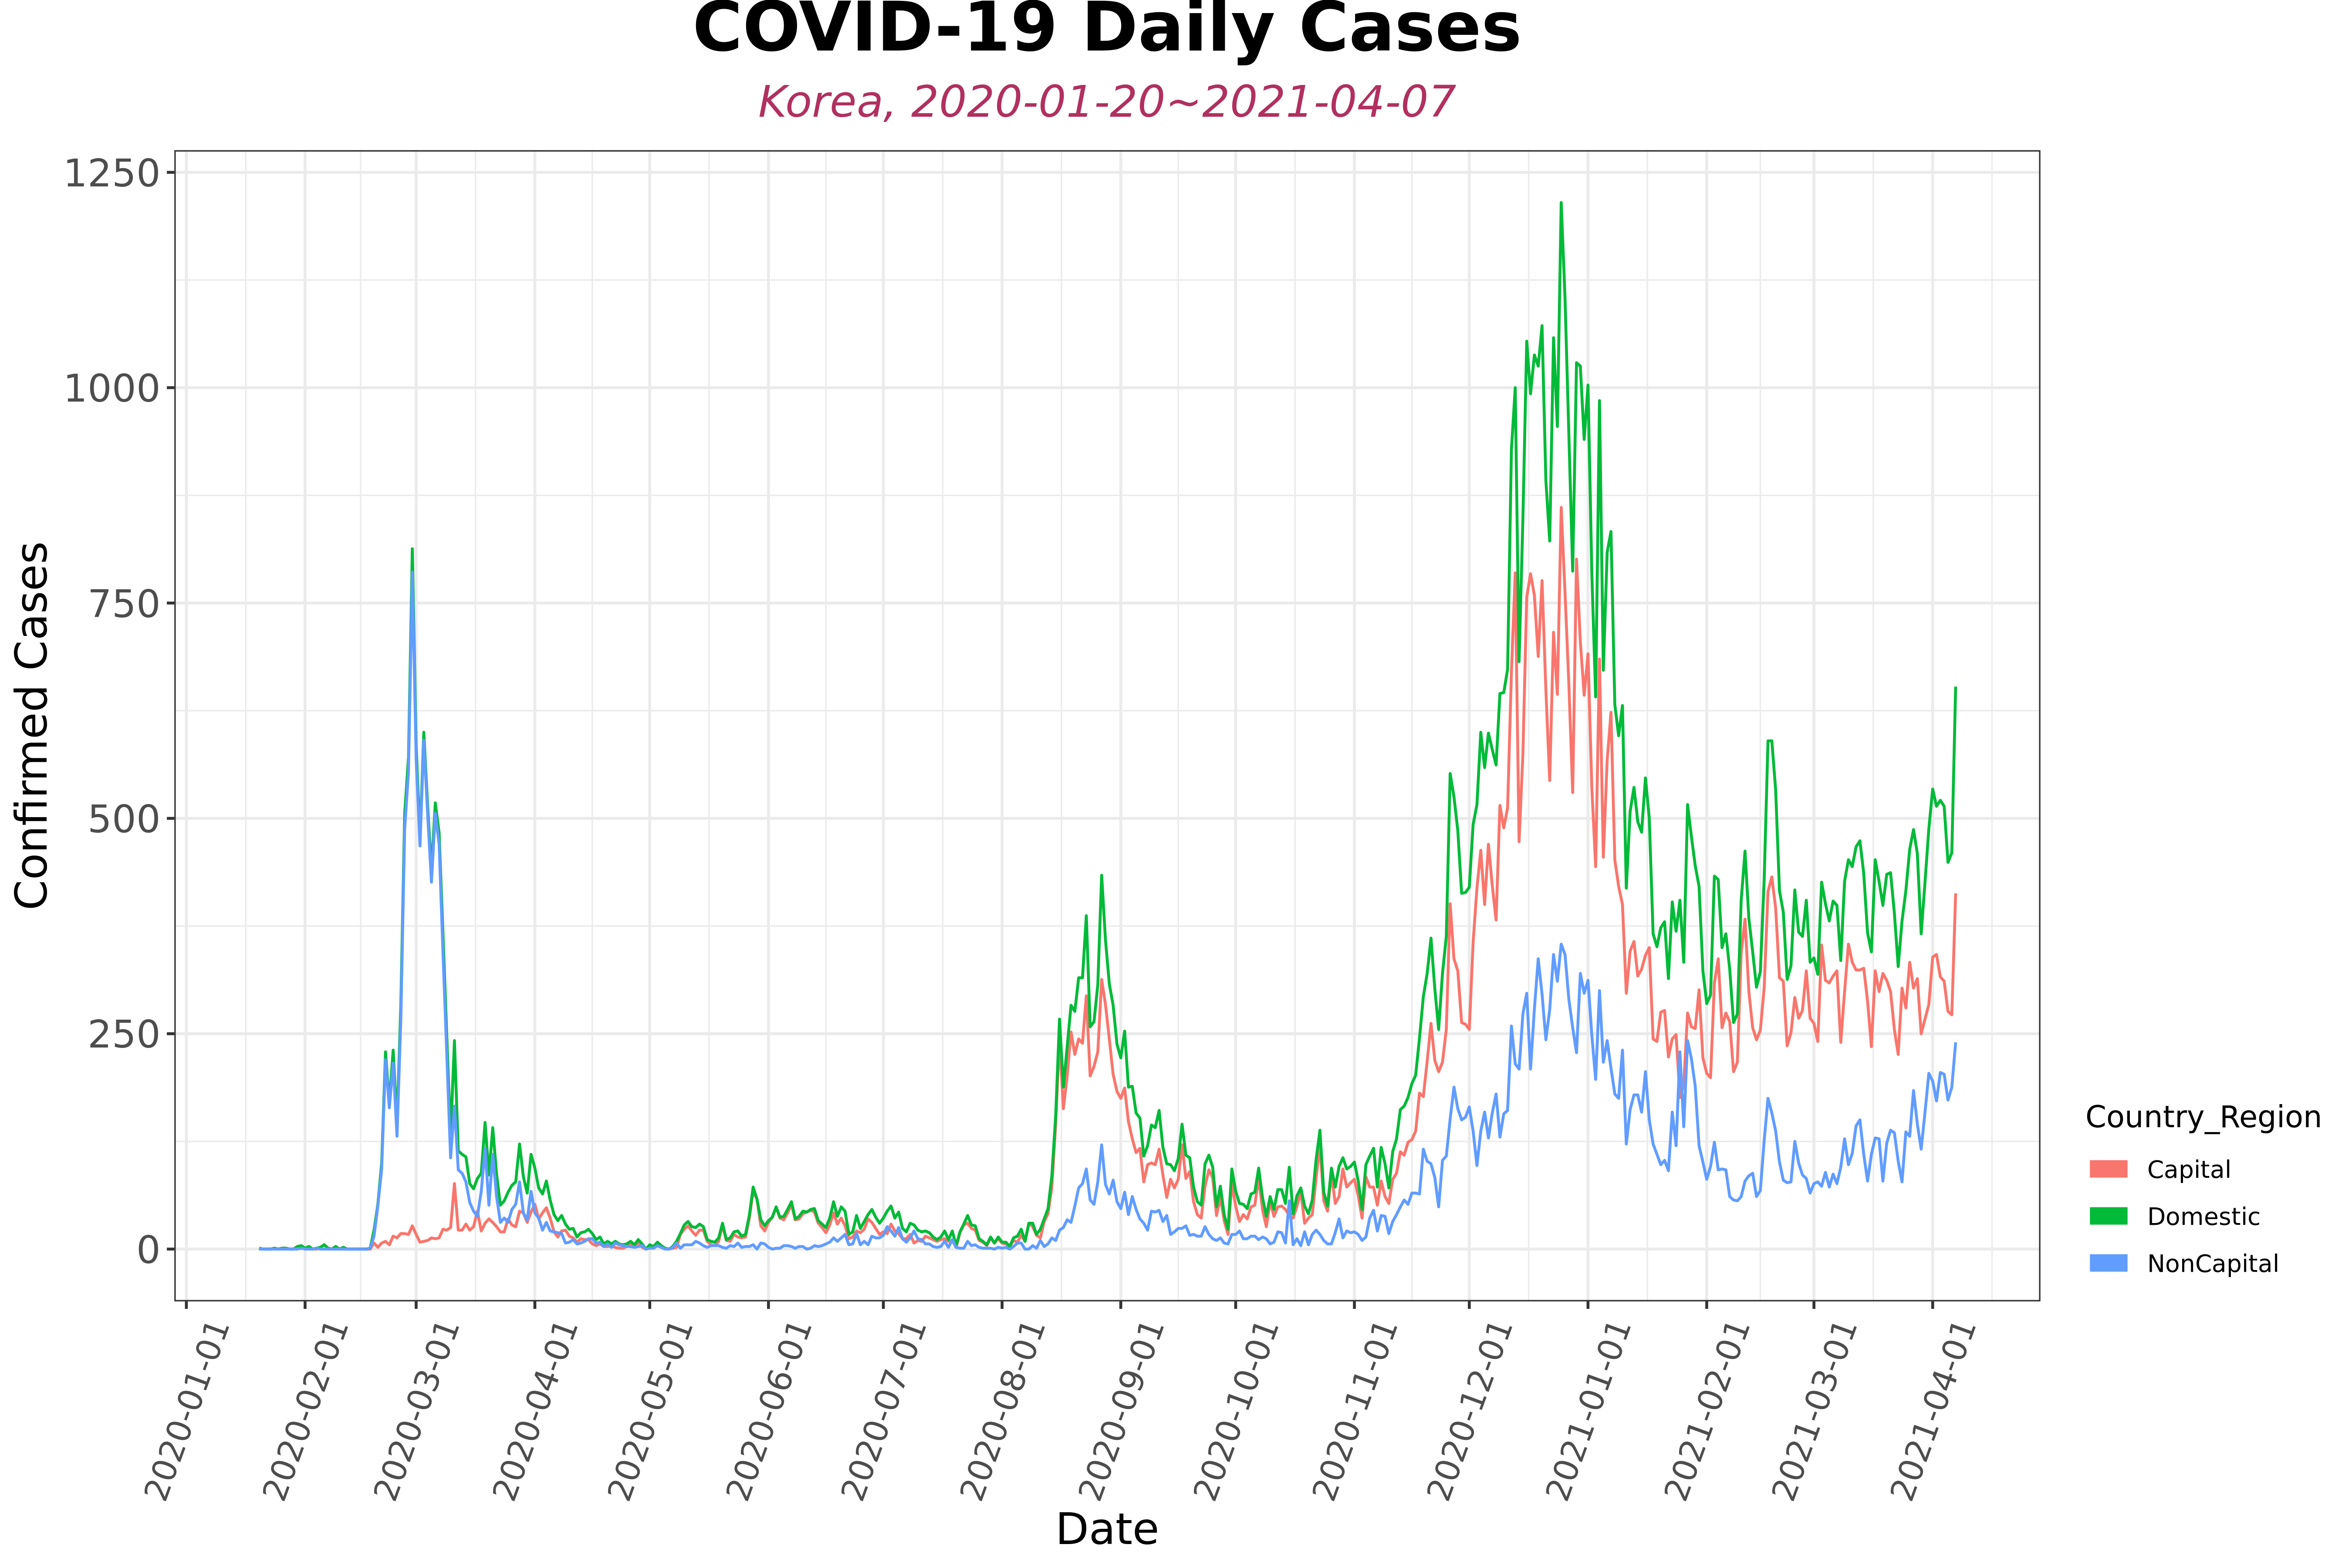 COVID-19 Daily Cases
Korea, 2020-01-20~2021-04-07
1250
1000
750
500
250
0
Confirmed Cases
2020-01-01
2020-02-01
2020-03-01
2020-04-01
2020-05-01
2020-06-01
2020-07-01
2020-08-01
2020-09-01
2020-10-01
2020-11-01
2020-12-01
2021-01-01
2021-02-01
2021-03-01
2021-04-01
Date
Country_Region
Capital
Domestic
NonCapital